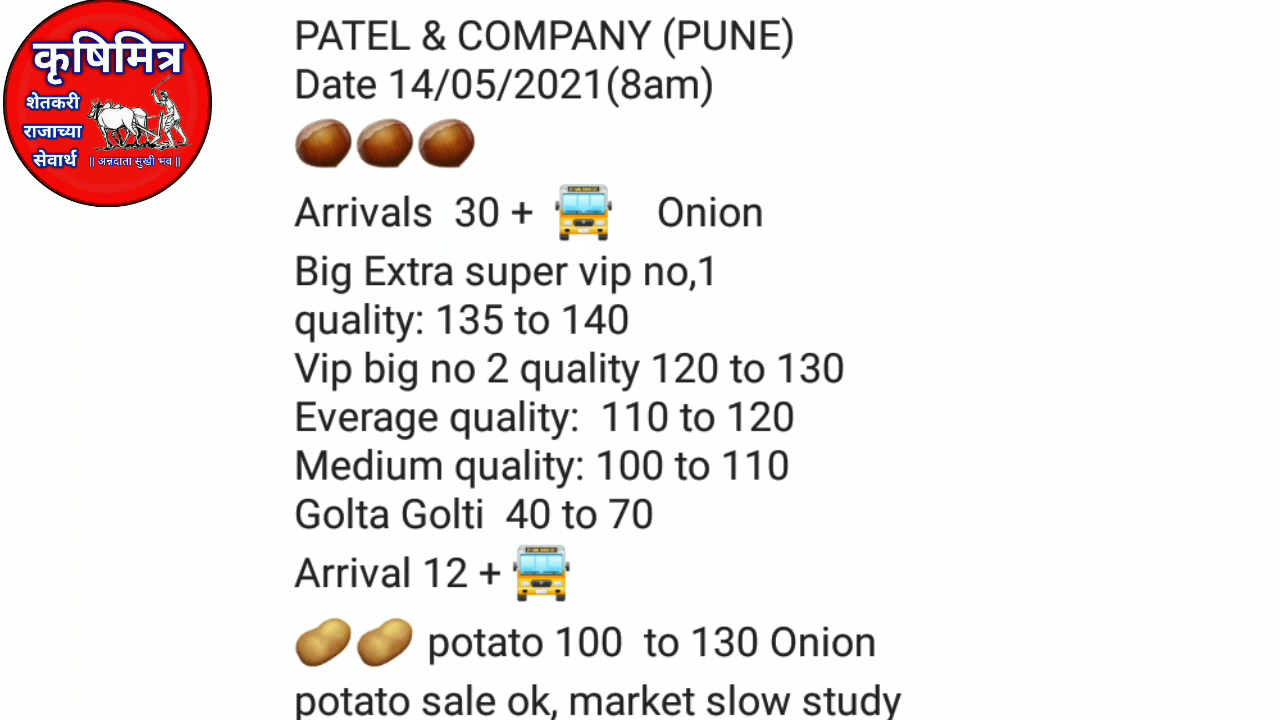 कृषिमित्र
शेतकरी
राजाच्या
सेवार्थ
|| अन्नदाता सुखी भव ||
PATEL & COMPANY (PUNE)
Date 14/05/2021(8am)
🌰🌰🌰
Arrivals  30 + 🚍   Onion
Big Extra super vip no,1
quality: 135 to 140
Vip big no 2 quality 120 to 130
Everage quality:  110 to 120
Medium quality: 100 to 110
Golta Golti  40 to 70
Arrival 12 + 🚍
🥔🥔 potato 100  to 130 Onion
potato sale ok, market slow study